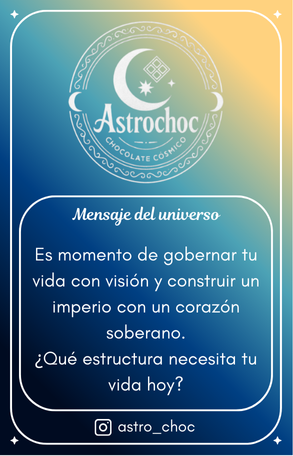 Astrochoc
CHOCOLATE CÓSMICO
Mensaje del universo
Es momento de gobernar tu
vida con visión y construir un
imperio con un corazón
soberano.
¿Qué estructura necesita tu
vida hoy?
astro_choc